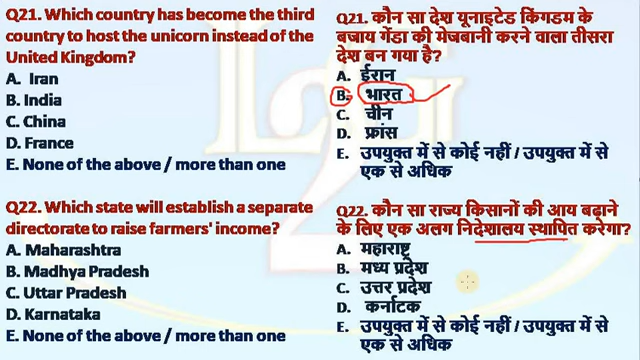 Q21. Which country has become the third
country to host the unicorn instead of the
United Kingdom?
A. Iran
B. India
C. China
D. France
E. None of the above / more than one
Q22. Which state will establish a separate
directorate to raise farmers' income?
A. Maharashtra
B. Madhya Pradesh
C. Uttar Pradesh
D. Karnataka
E. None of the above / more than one
Q21. कौन सा देश यूनाइटेड किंगडम के
बजाय गेंडा की मेजबानी करने वाला तीसरा
देश बन गया है?
A. ईरान
B. भारत
C. चीन
D. फ्रांस
E. उपयुक्त में से कोई नहीं / उपयुक्त में से
एक से अधिक
Q22. कौन सा राज्य किसानों की आय बढ़ाने
के लिए एक अलग निदेशालय स्थापित करेगा?
A. महाराष्ट्र
B. मध्य प्रदेश
C. उत्तर प्रदेश
D. कर्नाटक
E. उपयुक्त में से कोई नहीं / उपयुक्त में से
एक से अधिक